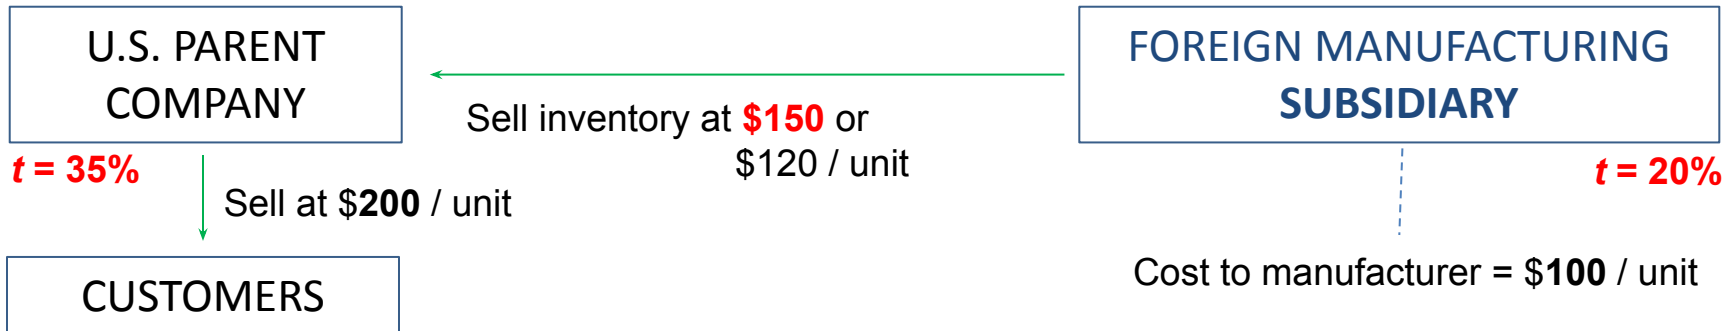 U.S. PARENT
COMPANY
FOREIGN MANUFACTURING
SUBSIDIARY
Sell inventory at $150 or
$120 / unit
t = 35%
t = 20%
Sell at $200 / unit
Cost to manufacturer = $100 / unit
CUSTOMERS